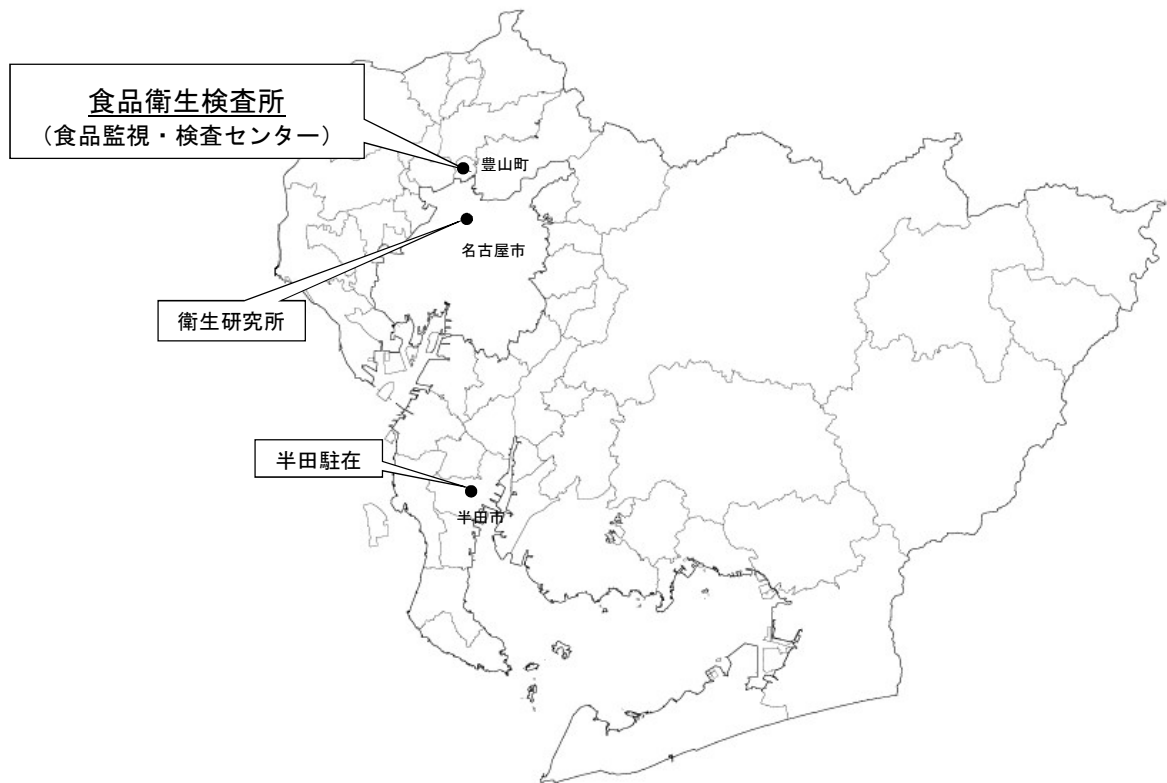 食品衛生検査所
（食品監視・検査センター）
豊山町
名古屋市
衛生研究所
半田駐在
半田市